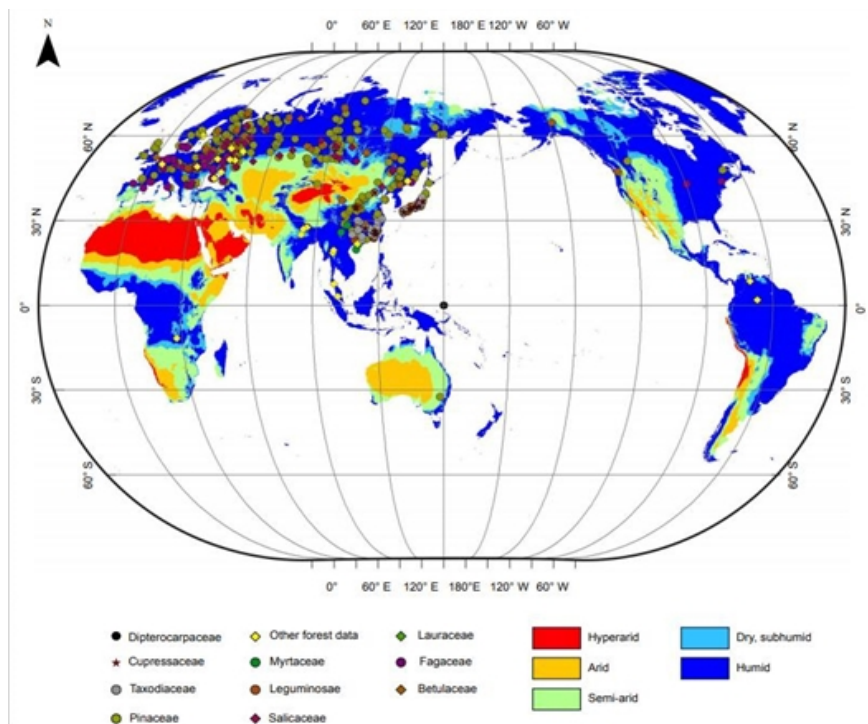 N
0° 60° E 120° E 180° E 120° W 60° W
60° N 60° N
30° N 30° N
0° 0°
30° S 30° S
60° S 60° S
0° 60° E 120° E 180°E 120° W 60° W
Dipterocarpaceae Other forest data Lauraceae Hyperarid Dry, subhumid
Cupressaceae Myrtaceae Fagaceae Arid Humid
Taxodiaceae Leguminosae Betulaceae Semi-arid
Pinaceae Salicaceae